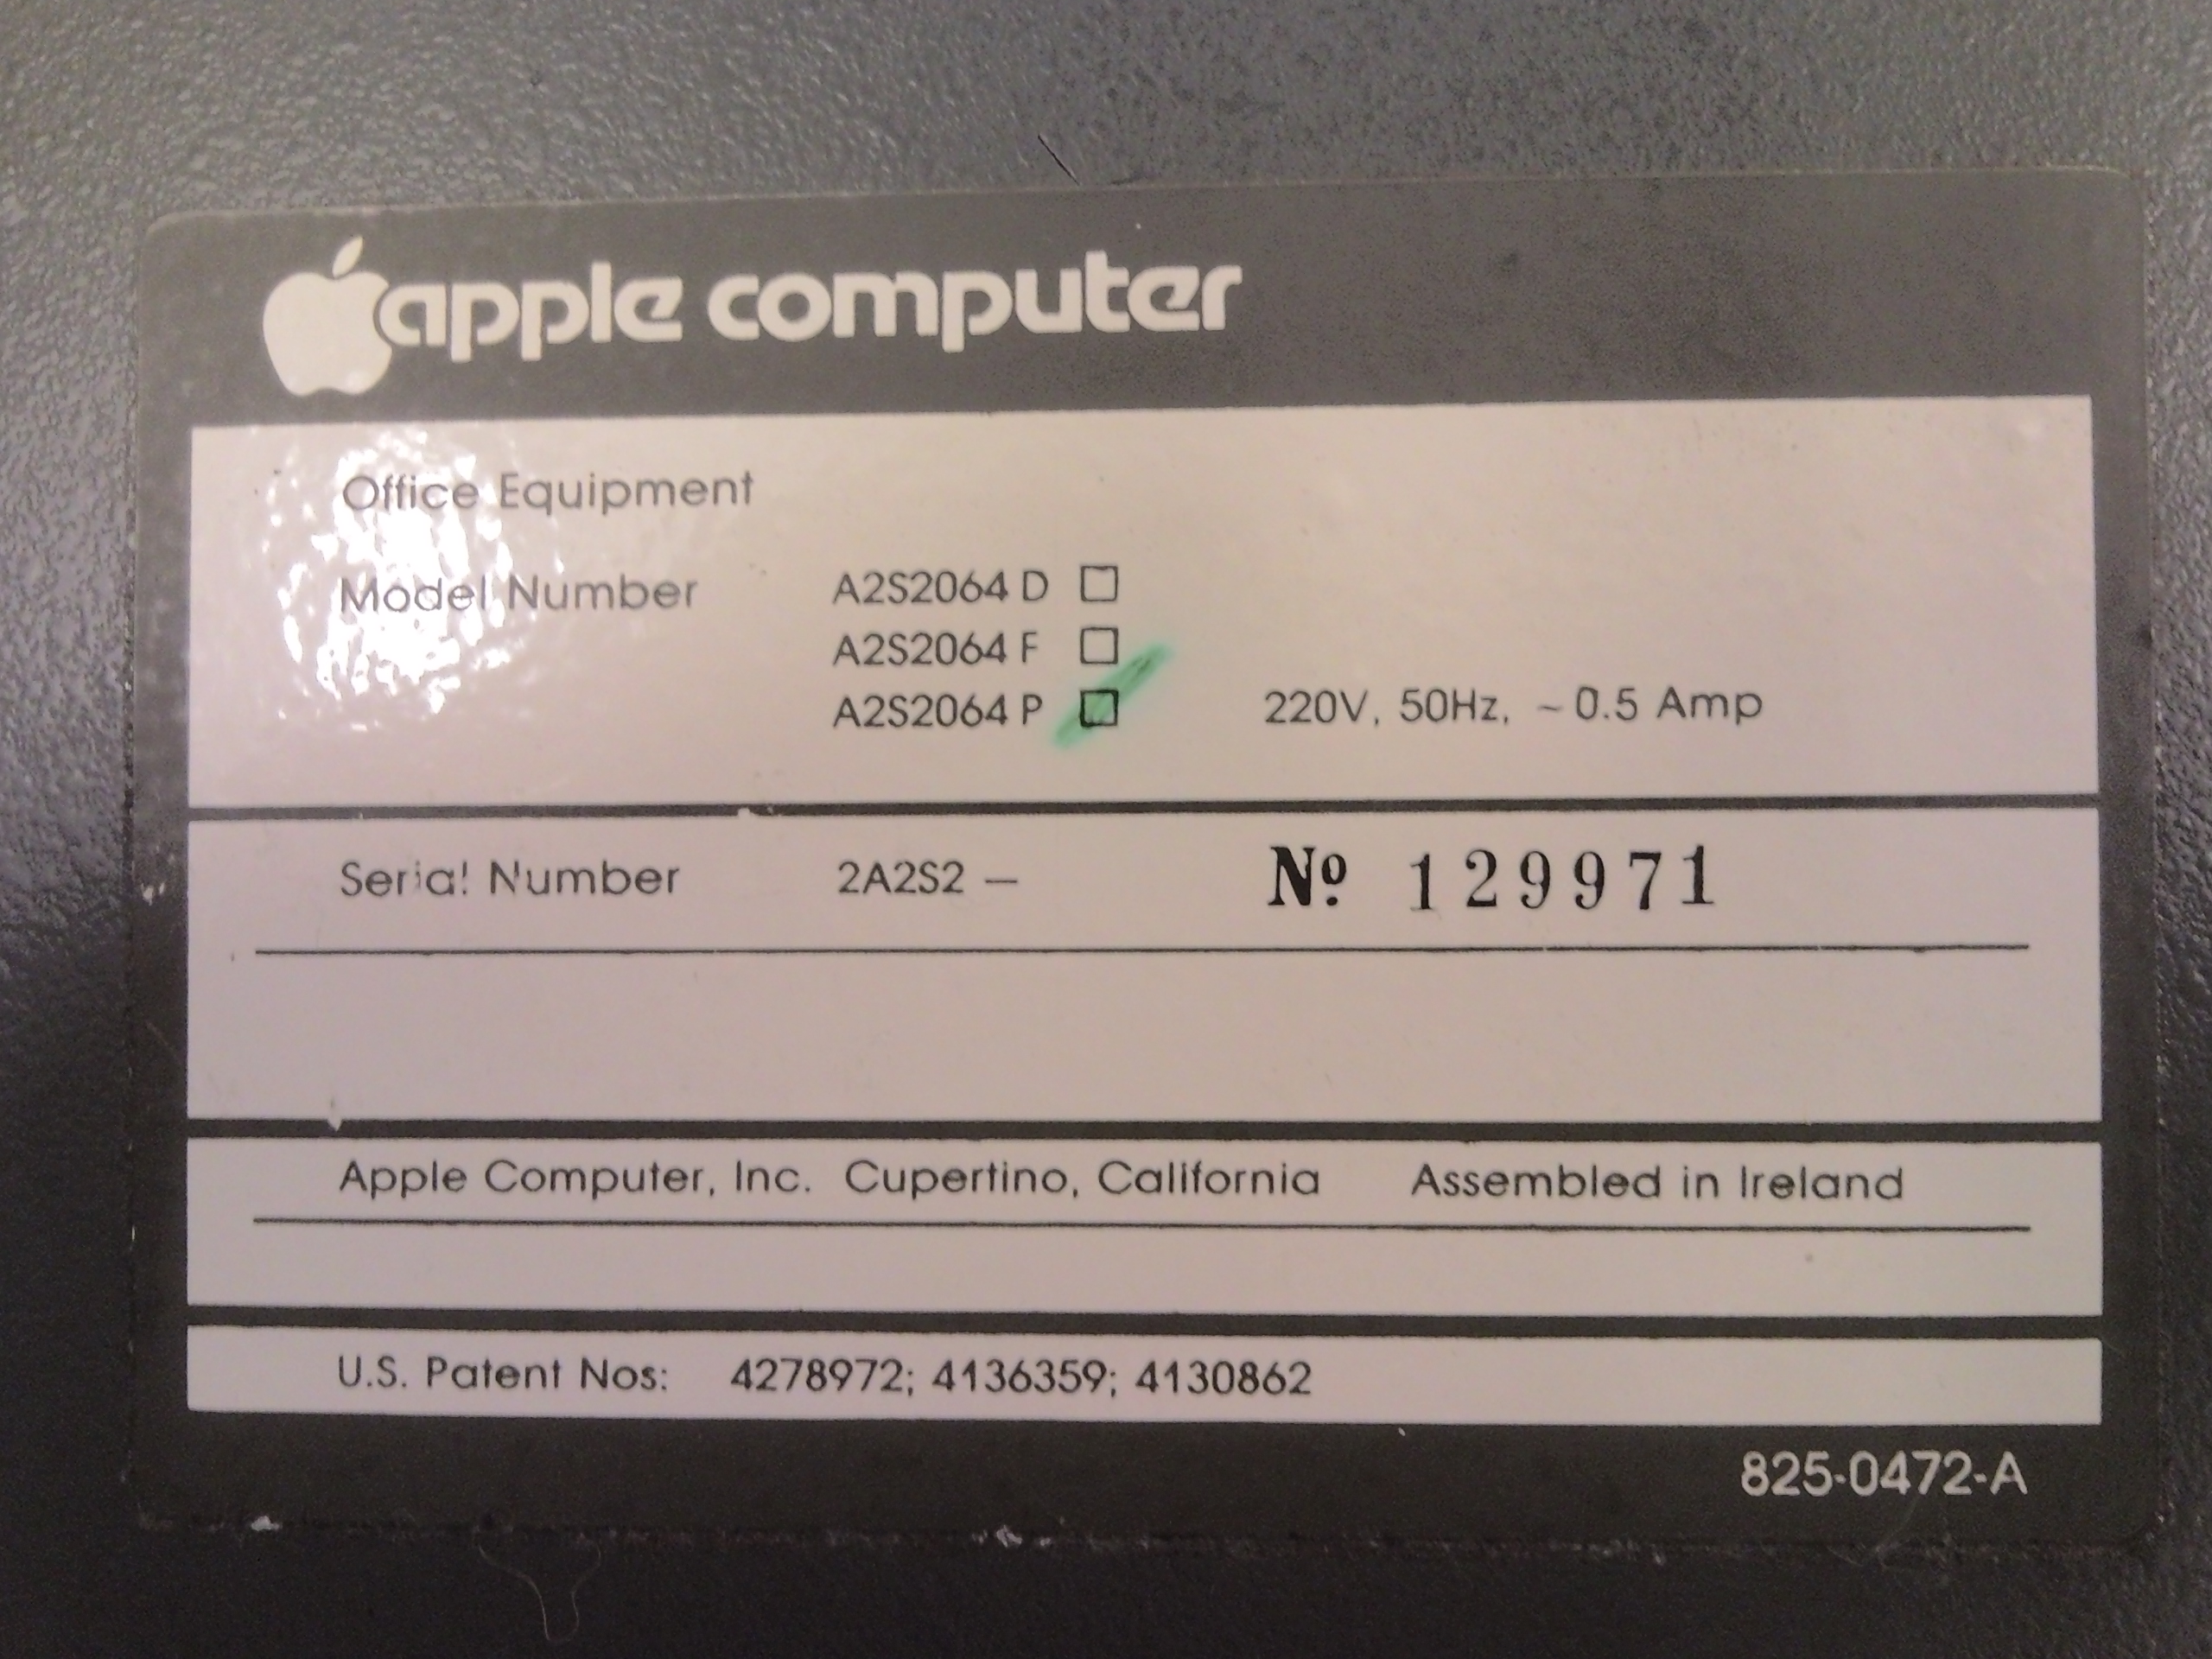 apple computer
Office Equipment
Model Number A2S2064 D ☐
A2S2064 F ☐
A2S2064 P ☐ 220V, 50Hz, ~ 0.5 Amp
Serial Number 2A2S2 — Nº 129971
Apple Computer, Inc. Cupertino, California Assembled in Ireland
U.S. Patent Nos: 4278972; 4136359; 4130862
825-0472-A